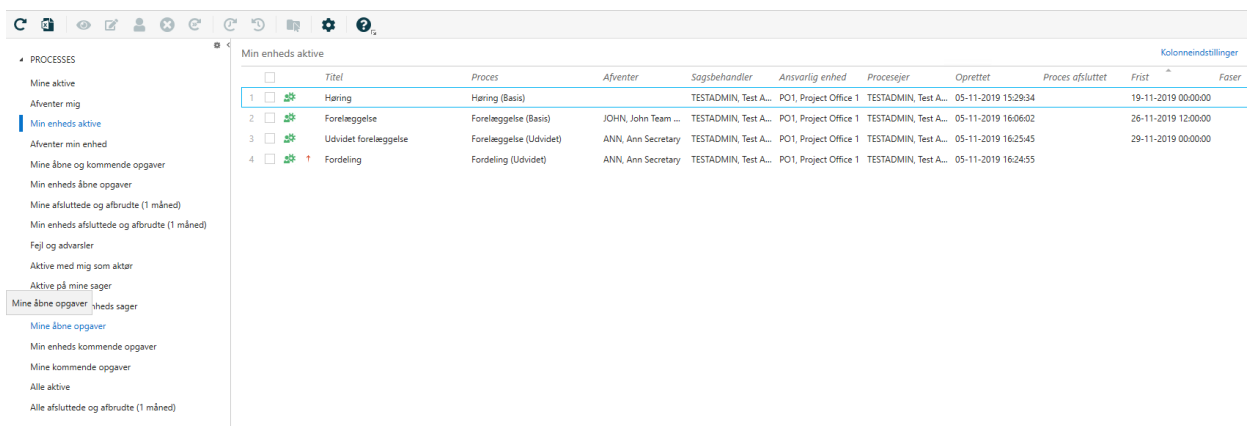 PROCESSES
Mine aktive
Afventer mig
Min enheds aktive
Afventer min enhed
Mine åbne og kommende opgaver
Min enheds åbne opgaver
Mine afsluttede og afbrudte (1 måned)
Min enheds afsluttede og afbrudte (1 måned)
Fejl og advarsler
Aktive med mig som aktør
Aktive på mine sager
Mine åbne opgaver
nheds sager
Mine åbne opgaver
Min enheds kommende opgaver
Mine kommende opgaver
Alle aktive
Alle afsluttede og afbrudte (1 måned)
Min enheds aktive
Kolonneindstillinger
Titel Proces Afventer Sagsbehandler Ansvarlig enhed Procesejer Oprettet Proces afsluttet Frist Faser
1 Høring Høring (Basis) TESTADMIN, Test A... PO1, Project Office 1 TESTADMIN, Test A... 05-11-2019 15:29:34 19-11-2019 00:00:00
2 Forelæggelse Forelæggelse (Basis) JOHN, John Team ... TESTADMIN, Test A... PO1, Project Office 1 TESTADMIN, Test A... 05-11-2019 16:06:02 26-11-2019 12:00:00
3 Udvidet forelæggelse Forelæggelse (Udvidet) ANN, Ann Secretary TESTADMIN, Test A... PO1, Project Office 1 TESTADMIN, Test A... 05-11-2019 16:25:45 29-11-2019 00:00:00
4 Fordeling Fordeling (Udvidet) ANN, Ann Secretary TESTADMIN, Test A... PO1, Project Office 1 TESTADMIN, Test A... 05-11-2019 16:24:55